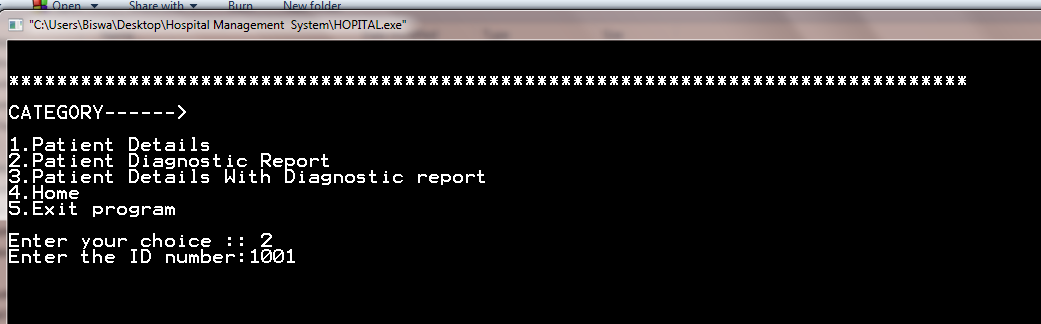 Open Share with Burn New folder
"C:\Users\Biswa\Desktop\Hospital Management System\HOPITAL.exe"
********************************************************************************
CATEGORY------>
1.Patient Details
2.Patient Diagnostic Report
3.Patient Details With Diagnostic report
4.Home
5.Exit program
Enter your choice :: 2
Enter the ID number:1001